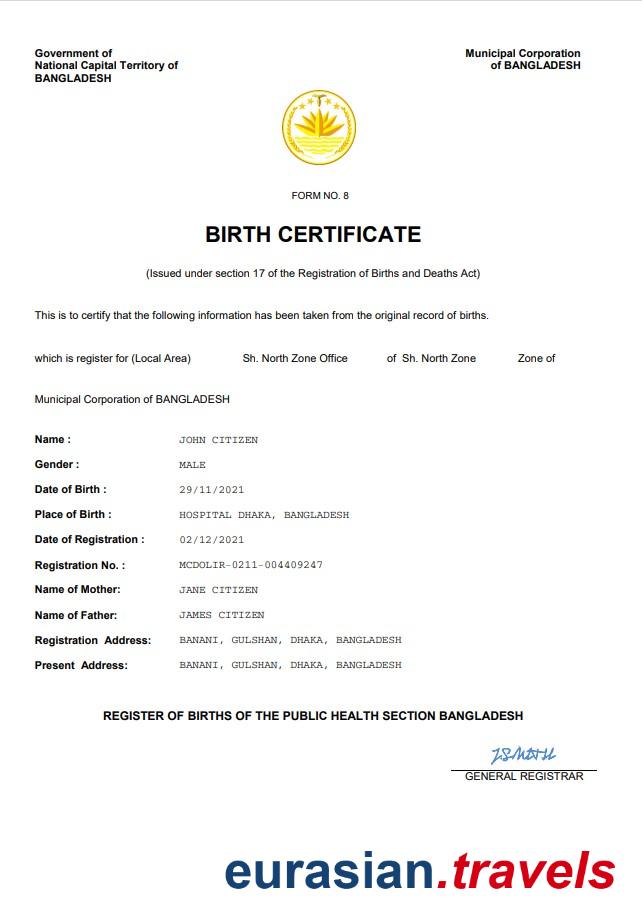 Government of
National Capital Territory of
BANGLADESH
Municipal Corporation
of BANGLADESH
FORM NO. 8
BIRTH CERTIFICATE
(Issued under section 17 of the Registration of Births and Deaths Act)
This is to certify that the following information has been taken from the original record of births.
which is register for (Local Area) Sh. North Zone Office of Sh. North Zone Zone of
Municipal Corporation of BANGLADESH
Name : JOHN CITIZEN
Gender : MALE
Date of Birth : 29/11/2021
Place of Birth : HOSPITAL DHAKA, BANGLADESH
Date of Registration : 02/12/2021
Registration No. : MCDOLIR-0211-004409247
Name of Mother: JANE CITIZEN
Name of Father: JAMES CITIZEN
Registration Address: BANANI, GULSHAN, DHAKA, BANGLADESH
Present Address: BANANI, GULSHAN, DHAKA, BANGLADESH
REGISTER OF BIRTHS OF THE PUBLIC HEALTH SECTION BANGLADESH
GENERAL REGISTRAR
eurasian.travels